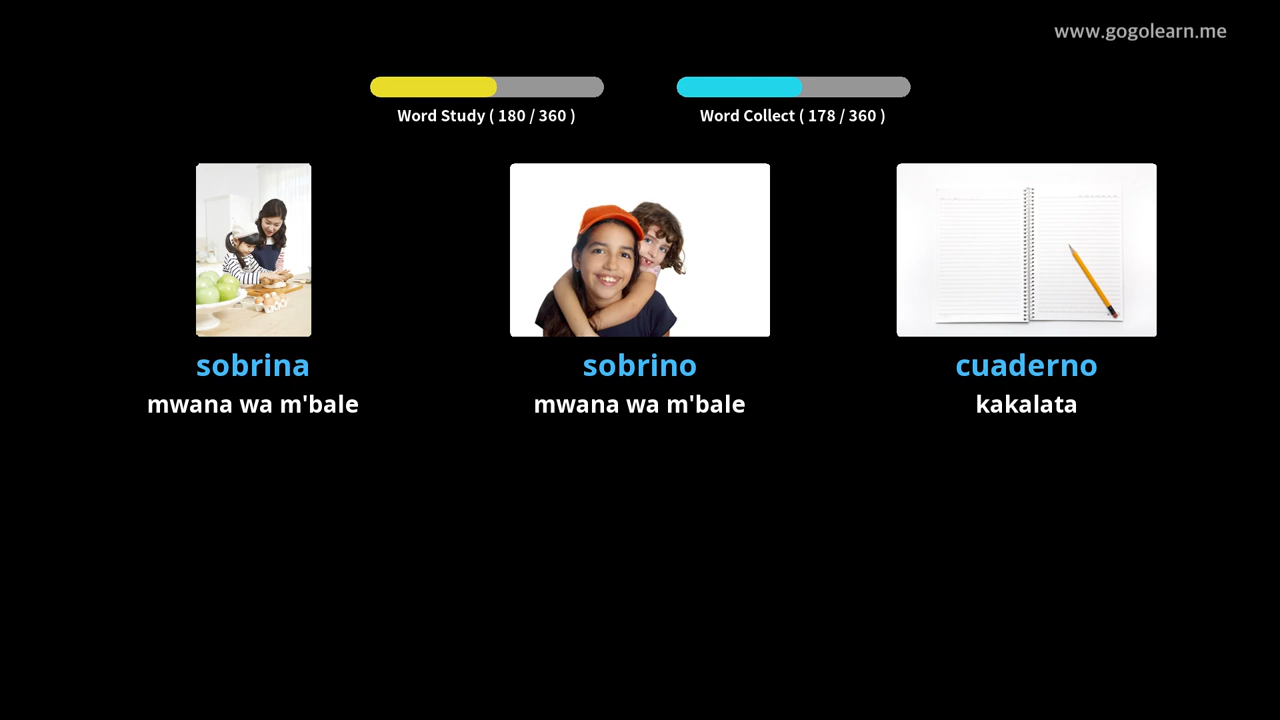 www.gogolearn.me
Word Study ( 180 / 360 )
Word Collect ( 178 / 360 )
sobrina
mwana wa m'bale
sobrino
mwana wa m'bale
cuaderno
kakalata